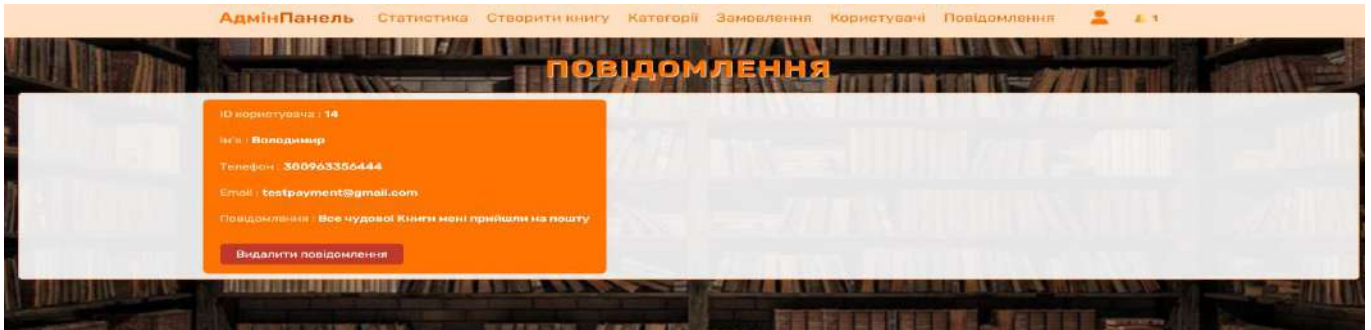 АдмінПанель Статистика Створити книгу Категорії Замовлення Користувачі Повідомлення 1
ПОВІДОМЛЕННЯ
ID користувача : 14
Ім'я : Володимир
Телефон : 380963356444
Email : testpayment@gmail.com
Повідомлення : Все чудової Книги мені прийшли на пошту
Видалити повідомлення